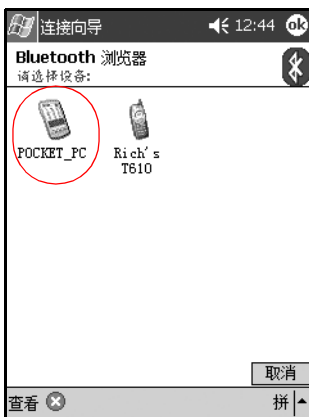 连接向导 12:44 ok
Bluetooth 浏览器
请选择设备:
POCKET_PC Rich's
T610
取消
查看 拼